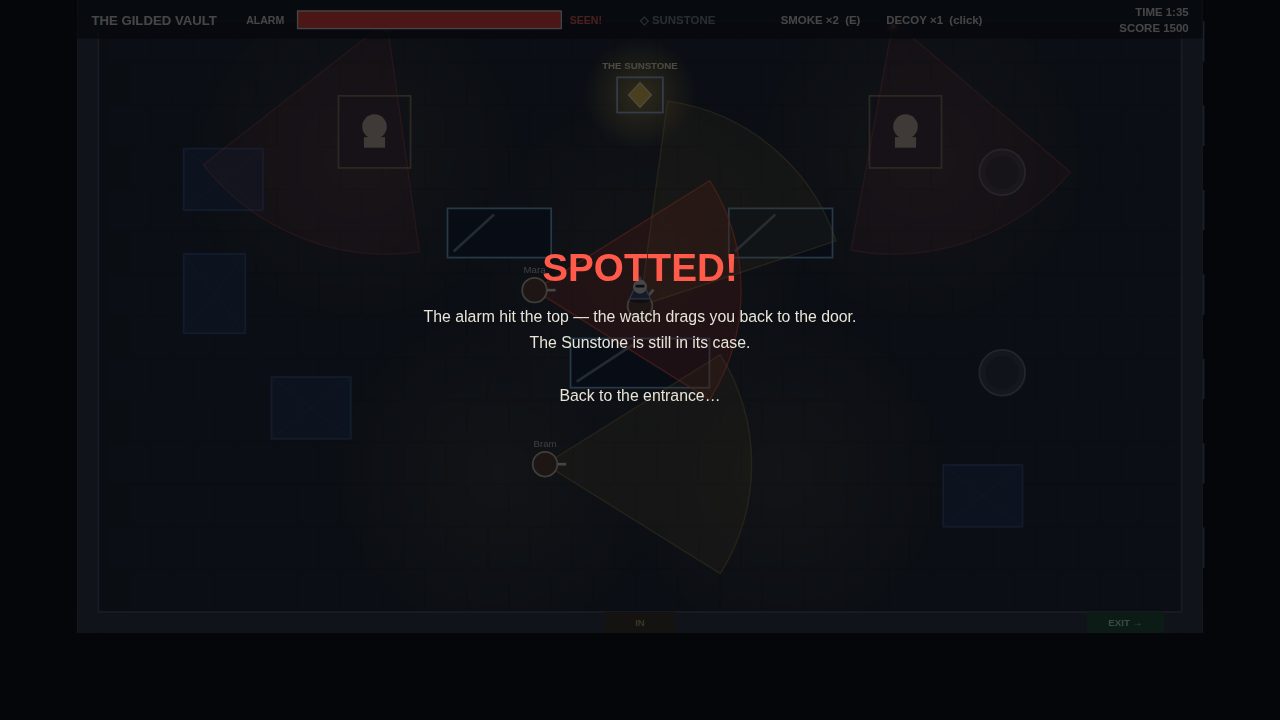 THE GILDED VAULT
ALARM
SEEN!
◇ SUNSTONE
SMOKE ×2 (E)
DECOY ×1 (click)
TIME 1:35
SCORE 1500
THE SUNSTONE
Mara
SPOTTED!
The alarm hit the top — the watch drags you back to the door.
The Sunstone is still in its case.
Back to the entrance…
Bram
IN
EXIT →